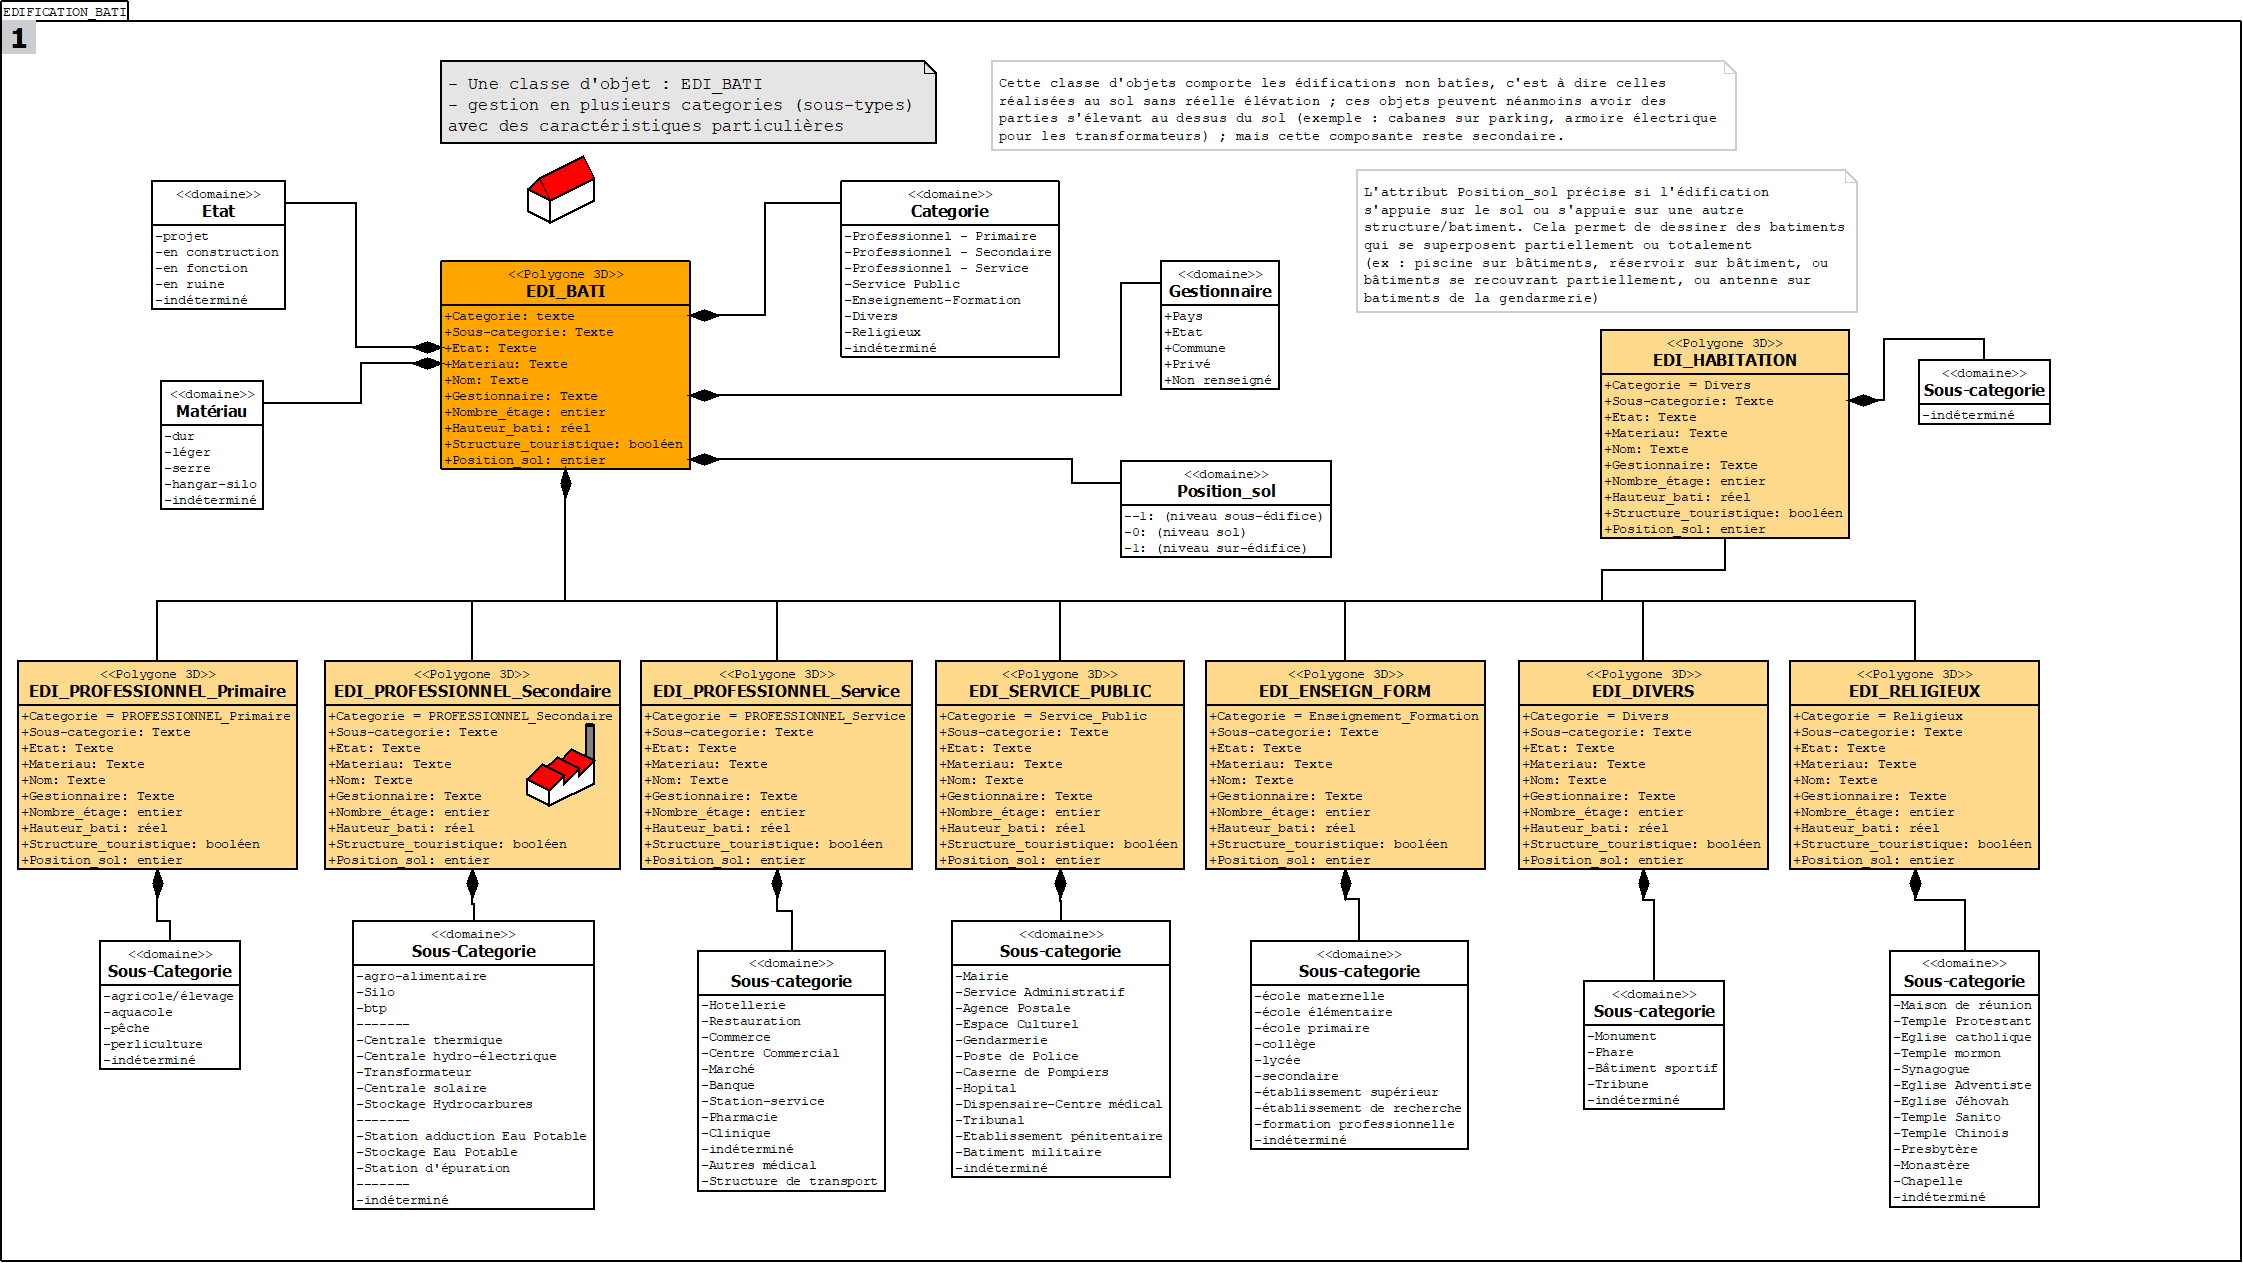 EDIFICATION_BATI
1
- Une classe d'objet : EDI_BATI
- gestion en plusieurs categories (sous-types)
avec des caractéristiques particulières
Cette classe d'objets comporte les édifications non batîes, c'est à dire celles
réalisées au sol sans réelle élévation ; ces objets peuvent néanmoins avoir des
parties s'élevant au dessus du sol (exemple : cabanes sur parking, armoire électrique
pour les transformateurs) ; mais cette composante reste secondaire.
L'attribut Position_sol précise si l'édification
s'appuie sur le sol ou s'appuie sur une autre
structure/batiment. Cela permet de dessiner des batiments
qui se superposent partiellement ou totalement
(ex : piscine sur bâtiments, réservoir sur bâtiment, ou
bâtiments se recouvrant partiellement, ou antenne sur
batiments de la gendarmerie)
<<domaine>>
Etat
-projet
-en construction
-en fonction
-en ruine
-indéterminé
<<domaine>>
Matériau
-dur
-léger
-serre
-hangar-silo
-indéterminé
<<Polygone 3D>>
EDI_BATI
+Categorie: texte
+Sous-categorie: Texte
+Etat: Texte
+Materiau: Texte
+Nom: Texte
+Gestionnaire: Texte
+Nombre_étage: entier
+Hauteur_bati: réel
+Structure_touristique: booléen
+Position_sol: entier
<<domaine>>
Categorie
-Professionnel - Primaire
-Professionnel - Secondaire
-Professionnel - Service
-Service Public
-Enseignement-Formation
-Divers
-Religieux
-indéterminé
<<domaine>>
Gestionnaire
+Pays
+Etat
+Commune
+Privé
+Non renseigné
<<domaine>>
Position_sol
--1: (niveau sous-édifice)
-0: (niveau sol)
-1: (niveau sur-édifice)
<<Polygone 3D>>
EDI_HABITATION
+Categorie = Divers
+Sous-categorie: Texte
+Etat: Texte
+Materiau: Texte
+Nom: Texte
+Gestionnaire: Texte
+Nombre_étage: entier
+Hauteur_bati: réel
+Structure_touristique: booléen
+Position_sol: entier
<<domaine>>
Sous-categorie
-indéterminé
<<Polygone 3D>>
EDI_PROFESSIONNEL_Primaire
+Categorie = PROFESSIONNEL_Primaire
+Sous-categorie: Texte
+Etat: Texte
+Materiau: Texte
+Nom: Texte
+Gestionnaire: Texte
+Nombre_étage: entier
+Hauteur_bati: réel
+Structure_touristique: booléen
+Position_sol: entier
<<Polygone 3D>>
EDI_PROFESSIONNEL_Secondaire
+Categorie = PROFESSIONNEL_Secondaire
+Sous-categorie: Texte
+Etat: Texte
+Materiau: Texte
+Nom: Texte
+Gestionnaire: Texte
+Nombre_étage: entier
+Hauteur_bati: réel
+Structure_touristique: booléen
+Position_sol: entier
<<Polygone 3D>>
EDI_PROFESSIONNEL_Service
+Categorie = PROFESSIONNEL_Service
+Sous-categorie: Texte
+Etat: Texte
+Materiau: Texte
+Nom: Texte
+Gestionnaire: Texte
+Nombre_étage: entier
+Hauteur_bati: réel
+Structure_touristique: booléen
+Position_sol: entier
<<Polygone 3D>>
EDI_SERVICE_PUBLIC
+Categorie = Service_Public
+Sous-categorie: Texte
+Etat: Texte
+Materiau: Texte
+Nom: Texte
+Gestionnaire: Texte
+Nombre_étage: entier
+Hauteur_bati: réel
+Structure_touristique: booléen
+Position_sol: entier
<<Polygone 3D>>
EDI_ENSEIGN_FORM
+Categorie = Enseignement_Formation
+Sous-categorie: Texte
+Etat: Texte
+Materiau: Texte
+Nom: Texte
+Gestionnaire: Texte
+Nombre_étage: entier
+Hauteur_bati: réel
+Structure_touristique: booléen
+Position_sol: entier
<<Polygone 3D>>
EDI_DIVERS
+Categorie = Divers
+Sous-categorie: Texte
+Etat: Texte
+Materiau: Texte
+Nom: Texte
+Gestionnaire: Texte
+Nombre_étage: entier
+Hauteur_bati: réel
+Structure_touristique: booléen
+Position_sol: entier
<<Polygone 3D>>
EDI_RELIGIEUX
+Categorie = Religieux
+Sous-categorie: Texte
+Etat: Texte
+Materiau: Texte
+Nom: Texte
+Gestionnaire: Texte
+Nombre_étage: entier
+Hauteur_bati: réel
+Structure_touristique: booléen
+Position_sol: entier
<<domaine>>
Sous-Categorie
-agricole/élevage
-aquacole
-pêche
-perliculture
-indéterminé
<<domaine>>
Sous-Categorie
-agro-alimentaire
-Silo
-btp
-------
-Centrale thermique
-Centrale hydro-électrique
-Transformateur
-Centrale solaire
-Stockage Hydrocarbures
-------
-Station adduction Eau Potable
-Stockage Eau Potable
-Station d'épuration
-------
-indéterminé
<<domaine>>
Sous-categorie
-Hotellerie
-Restauration
-Commerce
-Centre Commercial
-Marché
-Banque
-Station-service
-Pharmacie
-Clinique
-indéterminé
-Autres médical
-Structure de transport
<<domaine>>
Sous-categorie
-Mairie
-Service Administratif
-Agence Postale
-Espace Culturel
-Gendarmerie
-Poste de Police
-Caserne de Pompiers
-Hopital
-Dispensaire-Centre médical
-Tribunal
-Etablissement pénitentaire
-Batiment militaire
-indéterminé
<<domaine>>
Sous-categorie
-école maternelle
-école élémentaire
-école primaire
-collège
-lycée
-secondaire
-établissement supérieur
-établissement de recherche
-formation professionnelle
-indéterminé
<<domaine>>
Sous-categorie
-Monument
-Phare
-Bâtiment sportif
-Tribune
-indéterminé
<<domaine>>
Sous-categorie
-Maison de réunion
-Temple Protestant
-Eglise catholique
-Temple mormon
-Synagogue
-Eglise Adventiste
-Eglise Jéhovah
-Temple Sanito
-Temple Chinois
-Presbytère
-Monastère
-Chapelle
-indéterminé